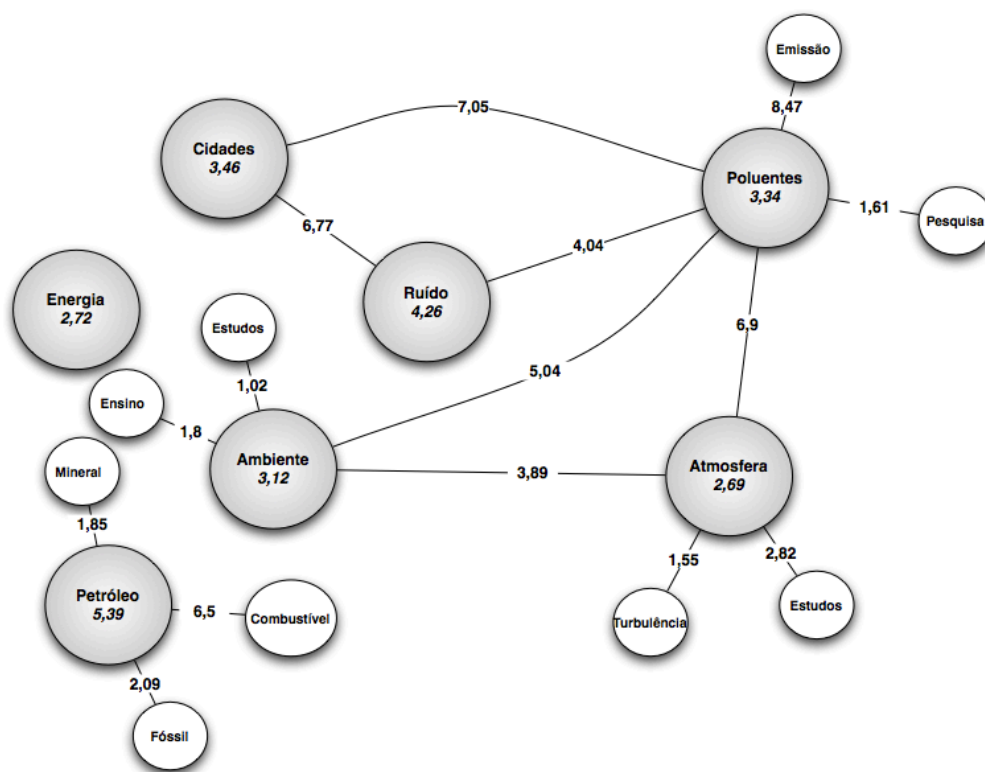 Emissão
8,47
7,05
Cidades
3,46
Poluentes
3,34
1,61
Pesquisa
6,77
4,04
Energia
2,72
Ruído
4,26
Estudos
6,9
5,04
1,02
Ensino
1,8
Ambiente
3,12
Mineral
3,89
Atmosfera
2,69
1,85
1,55
2,82
Petróleo
5,39
6,5
Combustível
Turbulência
Estudos
2,09
Fóssil